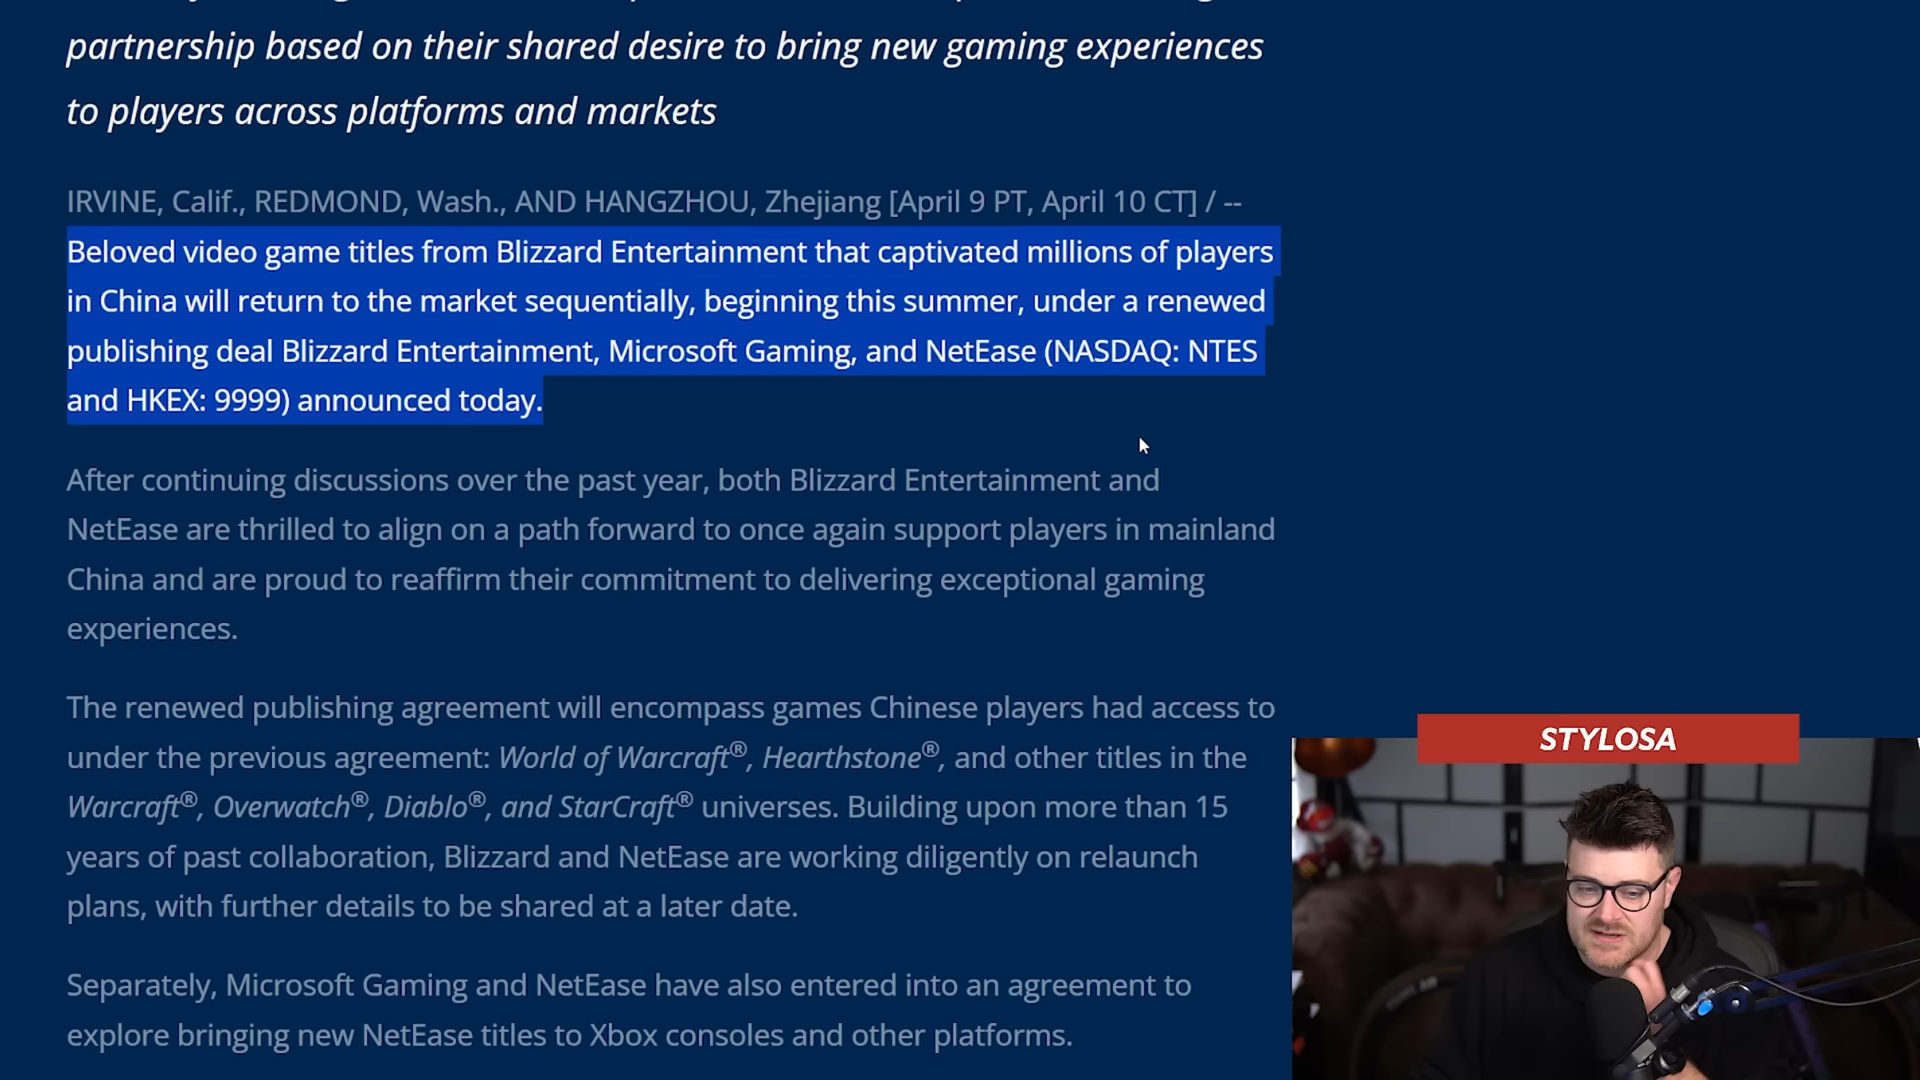 partnership based on their shared desire to bring new gaming experiences
to players across platforms and markets
IRVINE, Calif., REDMOND, Wash., AND HANGZHOU, Zhejiang [April 9 PT, April 10 CT] / --
Beloved video game titles from Blizzard Entertainment that captivated millions of players
in China will return to the market sequentially, beginning this summer, under a renewed
publishing deal Blizzard Entertainment, Microsoft Gaming, and NetEase (NASDAQ: NTES
and HKEX: 9999) announced today.
After continuing discussions over the past year, both Blizzard Entertainment and
NetEase are thrilled to align on a path forward to once again support players in mainland
China and are proud to reaffirm their commitment to delivering exceptional gaming
experiences.
The renewed publishing agreement will encompass games Chinese players had access to
under the previous agreement: World of Warcraft®, Hearthstone®, and other titles in the
Warcraft®, Overwatch®, Diablo®, and StarCraft® universes. Building upon more than 15
years of past collaboration, Blizzard and NetEase are working diligently on relaunch
plans, with further details to be shared at a later date.
Separately, Microsoft Gaming and NetEase have also entered into an agreement to
explore bringing new NetEase titles to Xbox consoles and other platforms.
STYLOSA